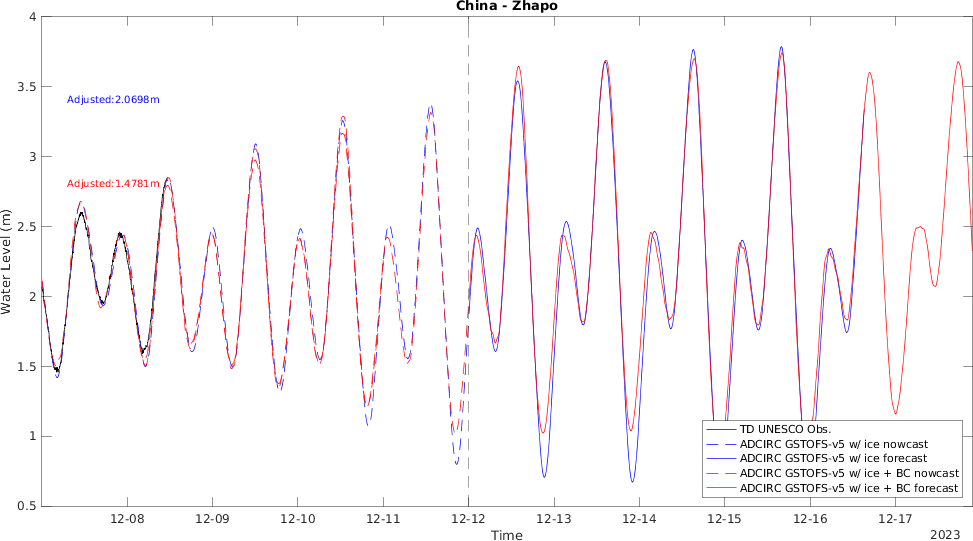 China - Zhapo
4
3.5
3
2.5
2
1.5
1
0.5
Water Level (m)
Adjusted:2.0698m
Adjusted:1.4781m
TD UNESCO Obs.
ADCIRC GSTOFS-v5 w/ ice nowcast
ADCIRC GSTOFS-v5 w/ ice forecast
ADCIRC GSTOFS-v5 w/ ice + BC nowcast
ADCIRC GSTOFS-v5 w/ ice + BC forecast
12-08 12-09 12-10 12-11 12-12 12-13 12-14 12-15 12-16 12-17
Time
2023